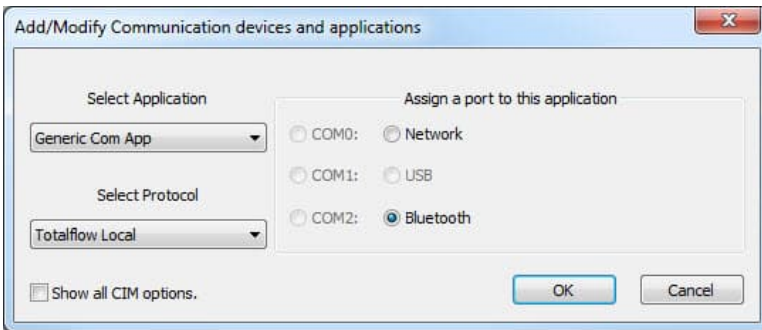 Add/Modify Communication devices and applications
Select Application
Generic Com App
Select Protocol
Totalflow Local
Show all CIM options.
Assign a port to this application
COM0: Network
COM1: USB
COM2: Bluetooth
OK Cancel